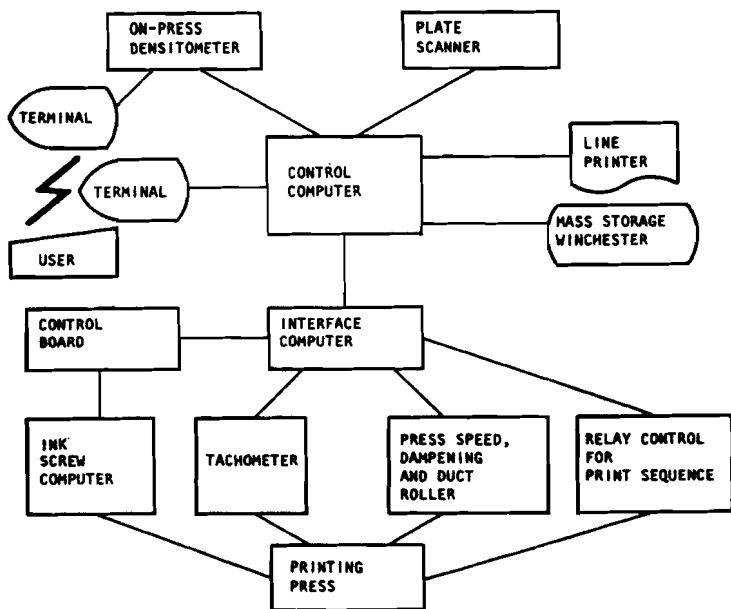 ON-PRESS
DENSITOMETER
PLATE
SCANNER
TERMINAL
CONTROL
COMPUTER
LINE
PRINTER
TERMINAL
MASS STORAGE
WINCHESTER
USER
CONTROL
BOARD
INTERFACE
COMPUTER
INK
SCREW
COMPUTER
TACHOMETER
PRESS SPEED,
DAMPENING
AND DUCT
ROLLER
RELAY CONTROL
FOR
PRINT SEQUENCE
PRINTING
PRESS